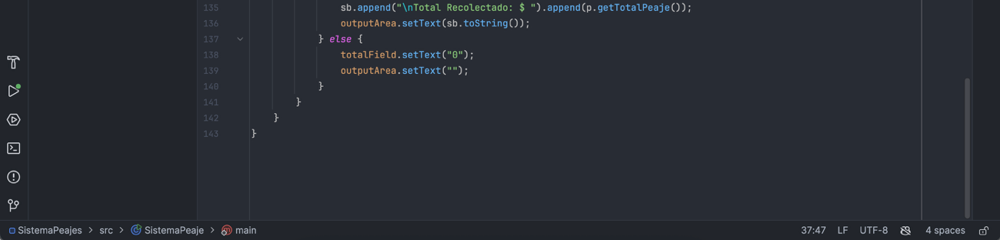 135 sb.append("\nTotal Recolectado: $ ").append(p.getTotalPeaje());
136 outputArea.setText(sb.toString());
137 } else {
138 totalField.setText("0");
139 outputArea.setText("");
140 }
141 }
142 }
143 }
SistemaPeajes > src > SistemaPeaje > m main 37:47 LF UTF-8 4 spaces